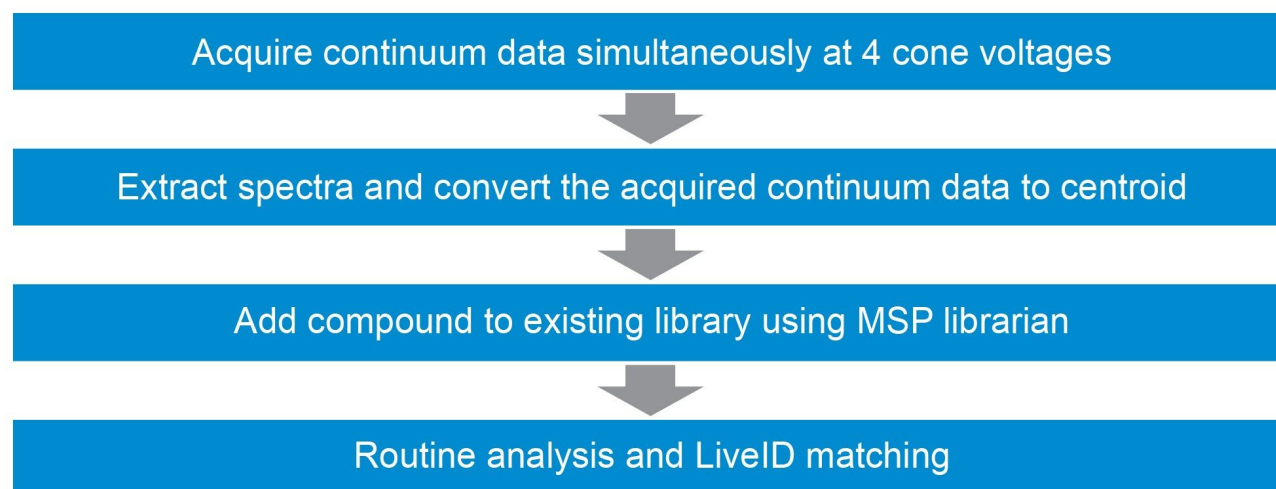 Acquire continuum data simultaneously at 4 cone voltages
Extract spectra and convert the acquired continuum data to centroid
Add compound to existing library using MSP librarian
Routine analysis and LiveID matching